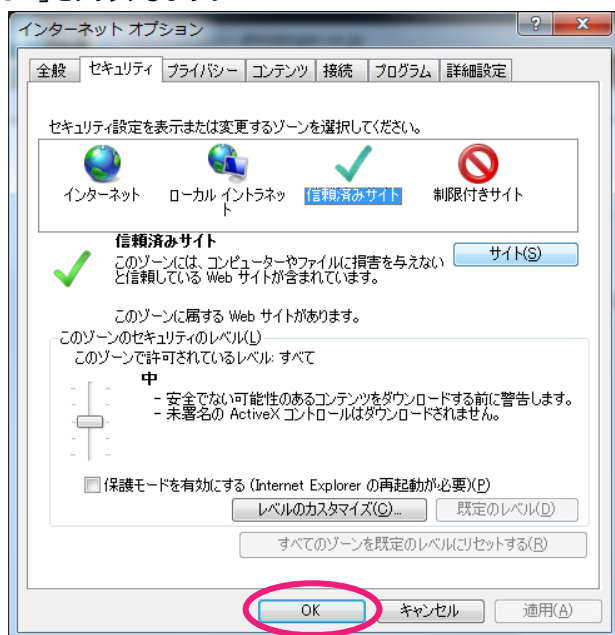 インターネット オプション
全般 セキュリティ プライバシー コンテンツ 接続 プログラム 詳細設定
セキュリティ設定を表示または変更するゾーンを選択してください。
インターネット ローカル イントラネット 信頼済みサイト 制限付きサイト
信頼済みサイト
このゾーンには、コンピューターやファイルに損害を与えない
と信頼している Web サイトが含まれています。
サイト(S)
このゾーンに属する Web サイトがあります。
このゾーンのセキュリティのレベル(L)
このゾーンで許可されているレベル: すべて
中
- 安全でない可能性のあるコンテンツをダウンロードする前に警告します。
- 未署名の ActiveX コントロールはダウンロードされません。
保護モードを有効にする (Internet Explorer の再起動が必要)(P)
レベルのカスタマイズ(C)... 既定のレベル(D)
すべてのゾーンを既定のレベルにリセットする(R)
OK キャンセル 適用(A)